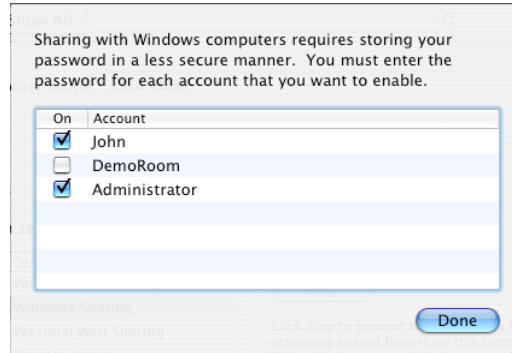 Show All
Sharing with Windows computers requires storing your
password in a less secure manner. You must enter the
password for each account that you want to enable.
On Account
John
DemoRoom
Administrator
Windows Sharing
Personal Web Sharing
Done
Click Stop to prevent
accessing shared folders on this